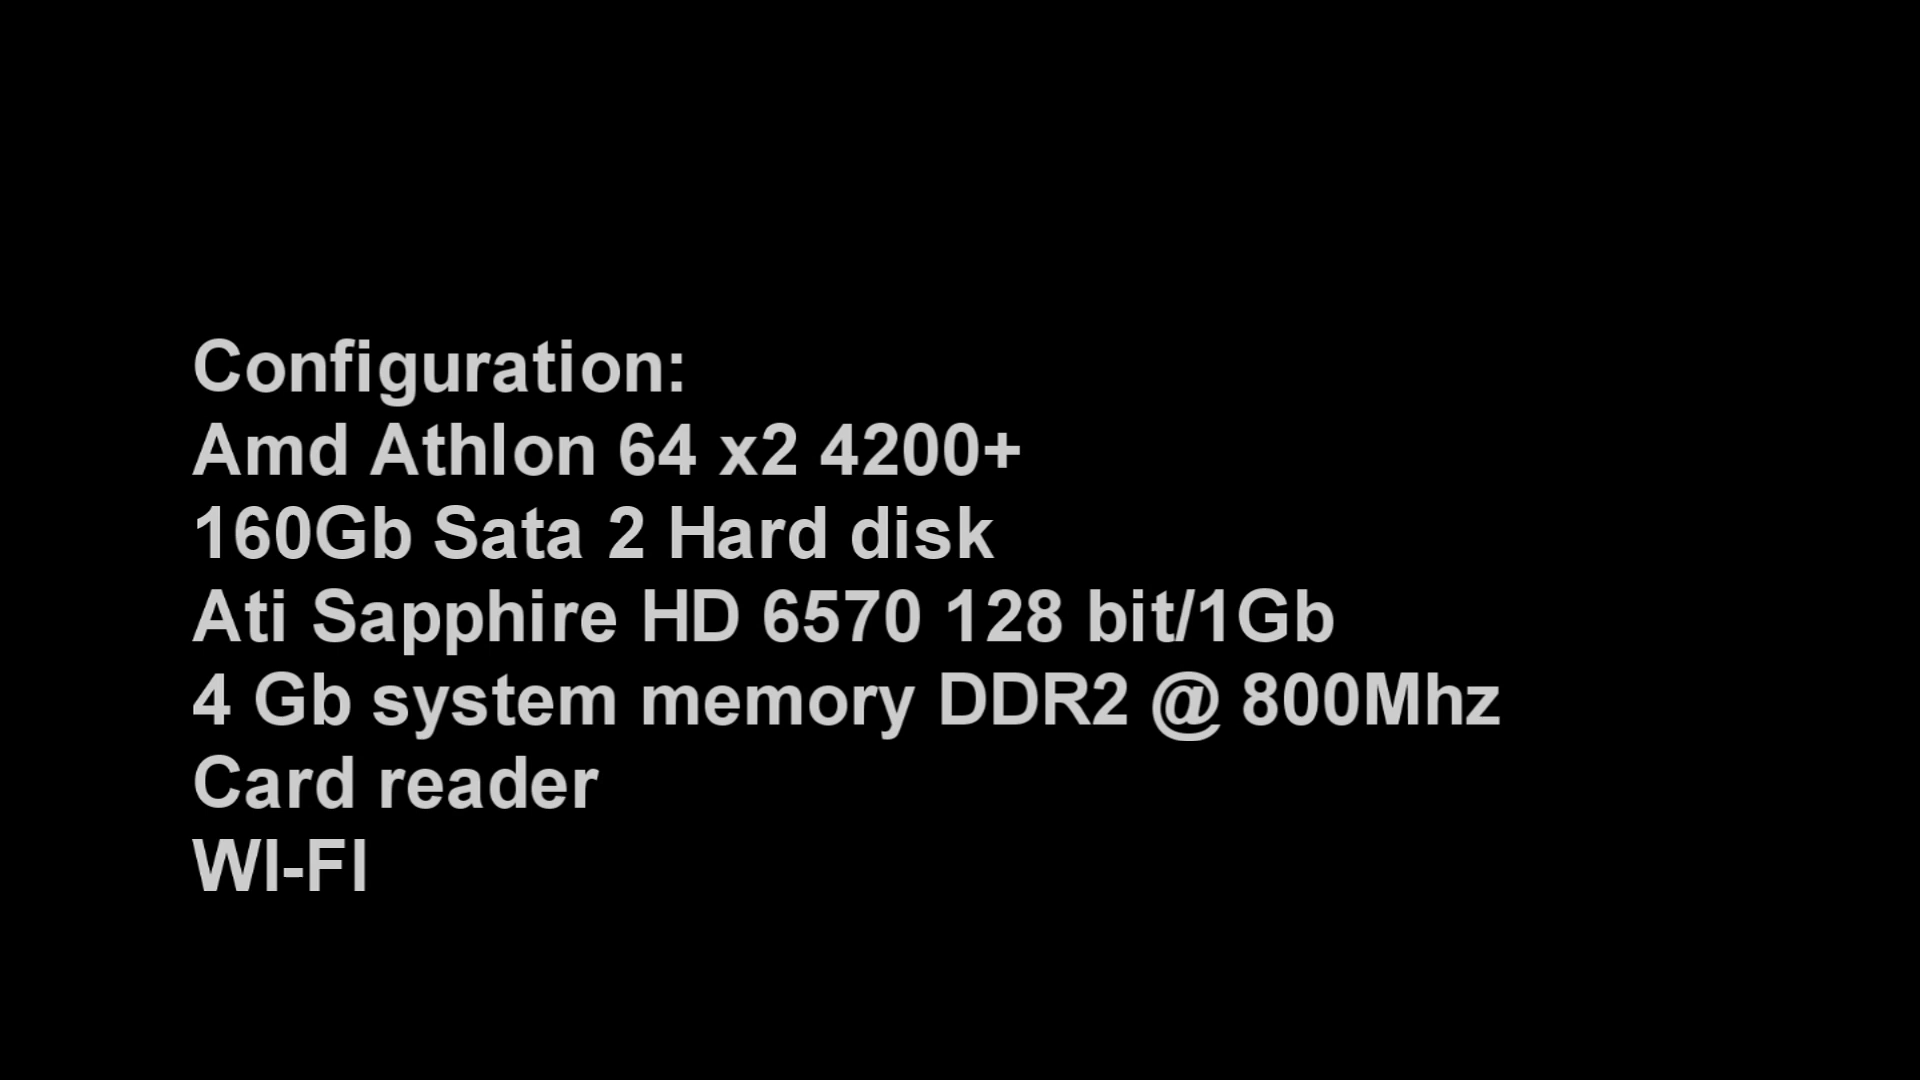 Configuration:
Amd Athlon 64 x2 4200+
160Gb Sata 2 Hard disk
Ati Sapphire HD 6570 128 bit/1Gb
4 Gb system memory DDR2 @ 800Mhz
Card reader
WI-FI